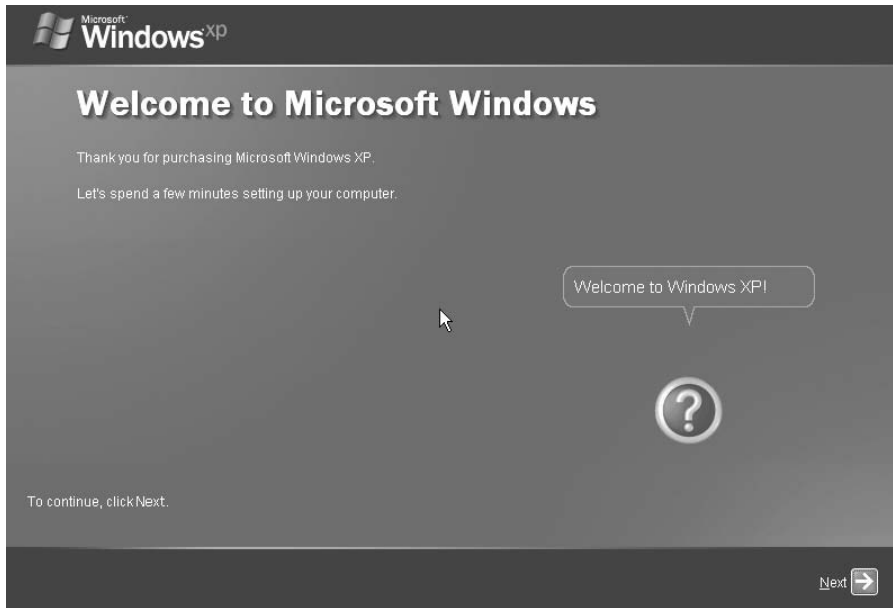 Microsoft
Windows xp
Welcome to Microsoft Windows
Thank you for purchasing Microsoft Windows XP.
Let's spend a few minutes setting up your computer.
Welcome to Windows XP!
?
To continue, click Next.
Next